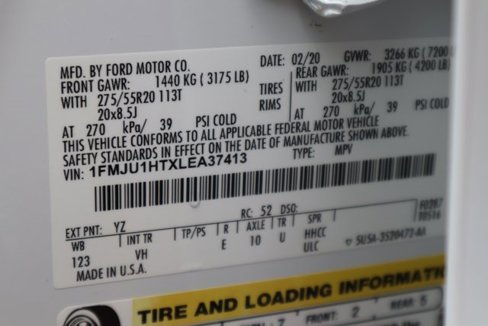 MFD. BY FORD MOTOR CO.
DATE: 02/20 GVWR: 3266 KG (7200 L
FRONT GAWR: 1440 KG (3175 LB)
REAR GAWR: 1905 KG (4200 LB)
WITH 275/55R20 113T
TIRES WITH 275/55R20 113T
20x8.5J
RIMS 20x8.5J
AT 270 kPa/ 39 PSI COLD
AT 270 kPa/ 39 PSI COLD
THIS VEHICLE CONFORMS TO ALL APPLICABLE FEDERAL MOTOR VEHICLE
SAFETY STANDARDS IN EFFECT ON THE DATE OF MANUFACTURE SHOWN ABOVE.
VIN: 1FMJU1HTXLEA37413 TYPE: MPV
RC: 52 DSO:
EXT PNT: YZ
WB INT TR TP/PS R AXLE TR SPR
123 VH E 10 U HHCC
ULC
MADE IN U.S.A.
TIRE AND LOADING INFORMATION
FRONT: 2 REAR: 5